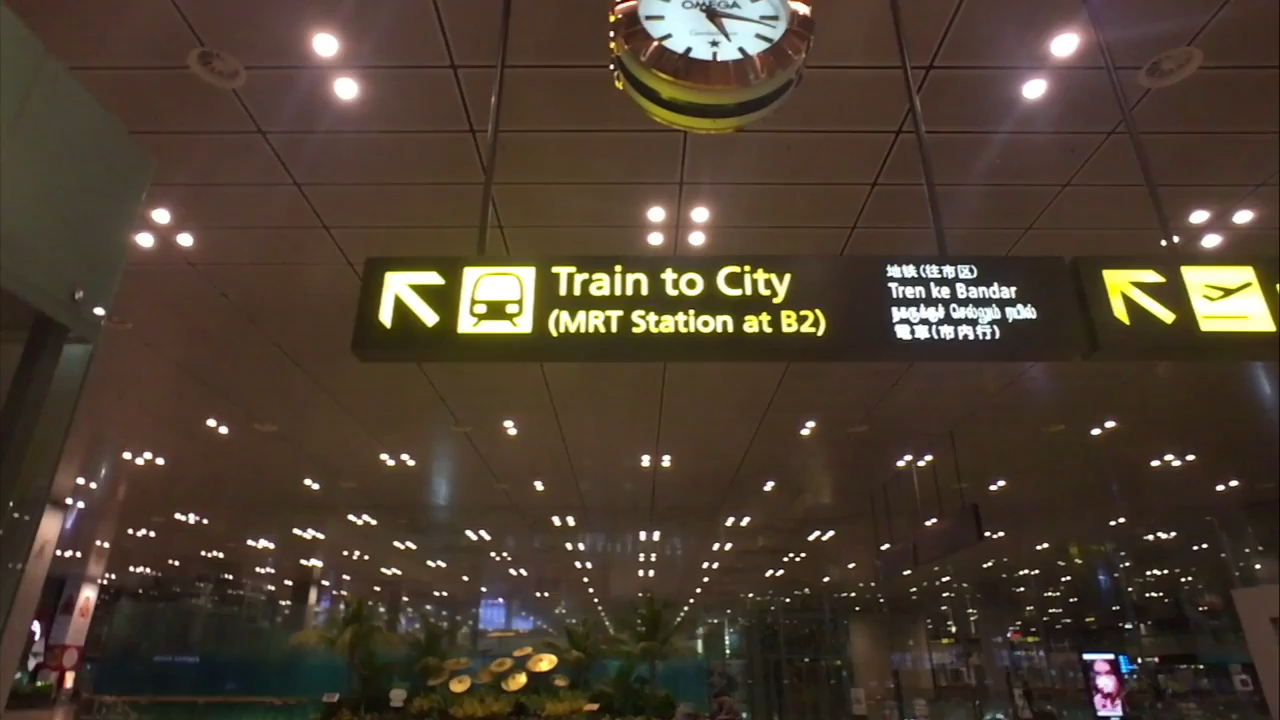 OMEGA
Train to City
(MRT Station at B2)
地铁(往市区)
Tren ke Bandar
நகருக்குச் செல்லும் ரயில்
電車(市内行)